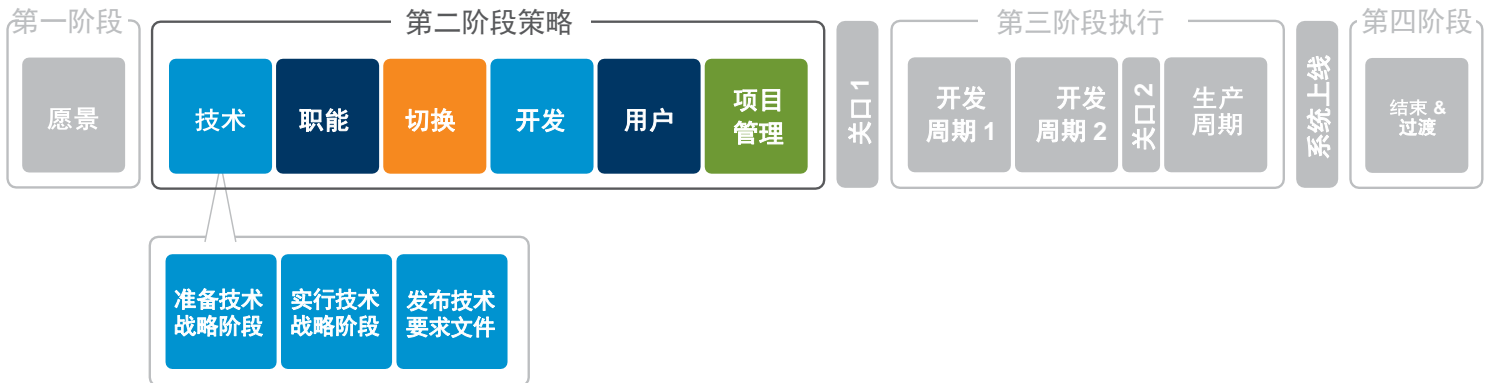 第一阶段
第二阶段策略
第三阶段执行
第四阶段
愿景
技术
职能
切换
开发
用户
项目
管理
关口 1
开发
周期 1
开发
周期 2
关口 2
生产
周期
系统上线
结束 &
过渡
准备技术
战略阶段
实行技术
战略阶段
发布技术
要求文件